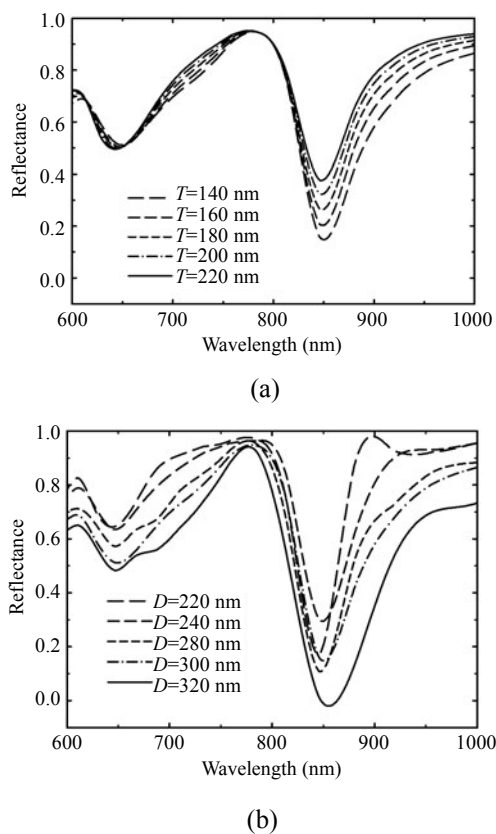 Reflectance
1.0
0.8
0.6
0.4
0.2
0.0
T=140 nm
T=160 nm
T=180 nm
T=200 nm
T=220 nm
600 700 800 900 1000
Wavelength (nm)
(a)
Reflectance
1.0
0.8
0.6
0.4
0.2
0.0
D=220 nm
D=240 nm
D=280 nm
D=300 nm
D=320 nm
600 700 800 900 1000
Wavelength (nm)
(b)